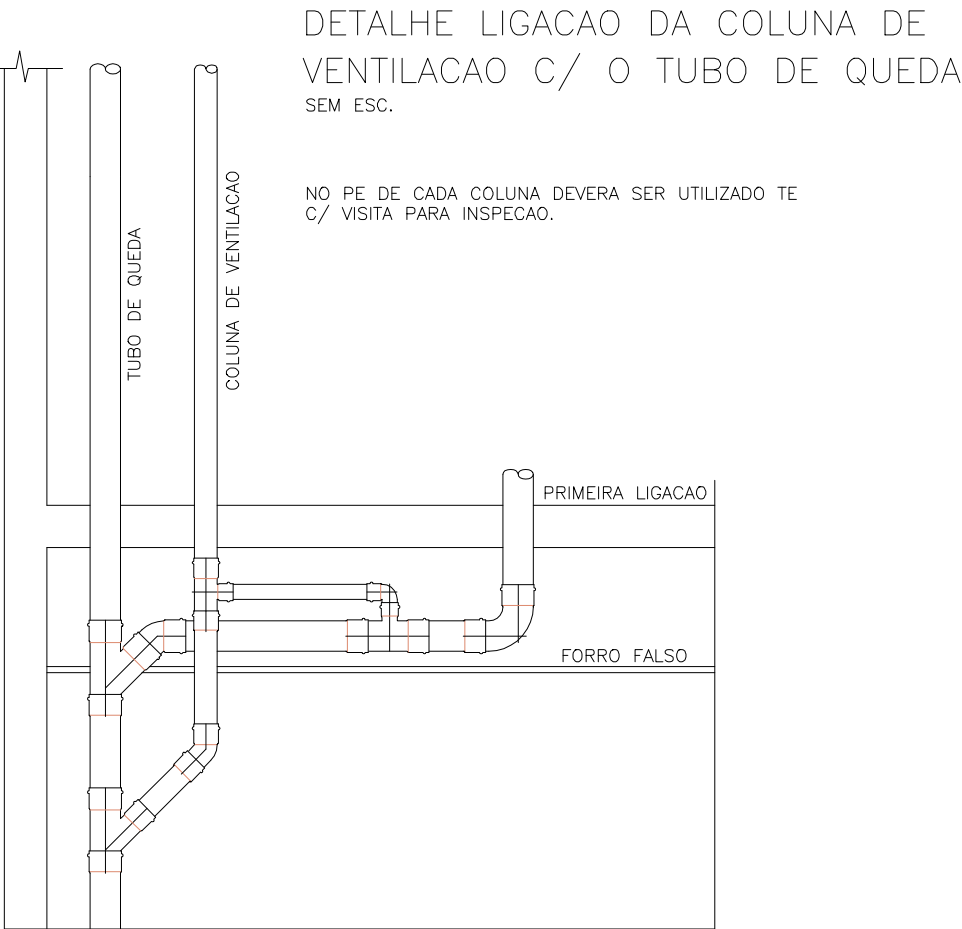 DETALHE LIGACAO DA COLUNA DE
VENTILACAO C/ O TUBO DE QUEDA
SEM ESC.
NO PE DE CADA COLUNA DEVERA SER UTILIZADO TE
C/ VISITA PARA INSPECAO.
TUBO DE QUEDA
COLUNA DE VENTILACAO
PRIMEIRA LIGACAO
FORRO FALSO